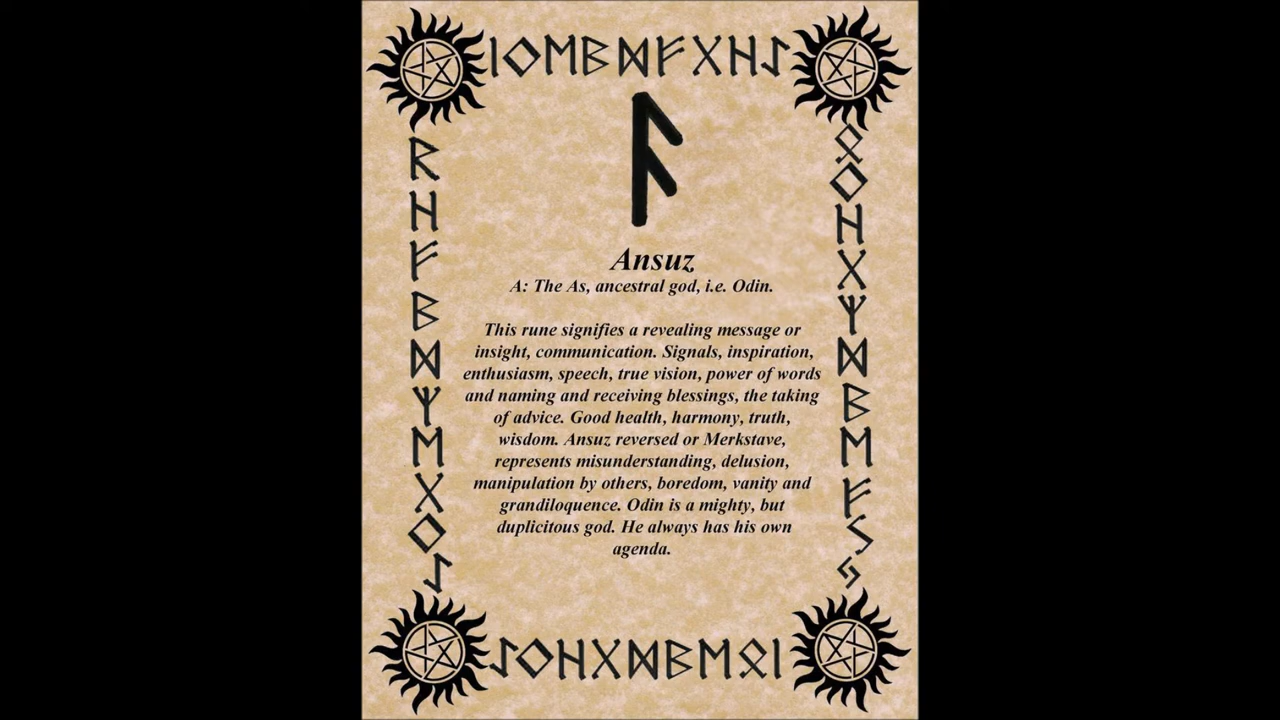 ᚨ
Ansuz
A: The As, ancestral god, i.e. Odin.
This rune signifies a revealing message or
insight, communication. Signals, inspiration,
enthusiasm, speech, true vision, power of words
and naming and receiving blessings, the taking
of advice. Good health, harmony, truth,
wisdom. Ansuz reversed or Merkstave,
represents misunderstanding, delusion,
manipulation by others, boredom, vanity and
grandiloquence. Odin is a mighty, but
duplicitous god. He always has his own
agenda.